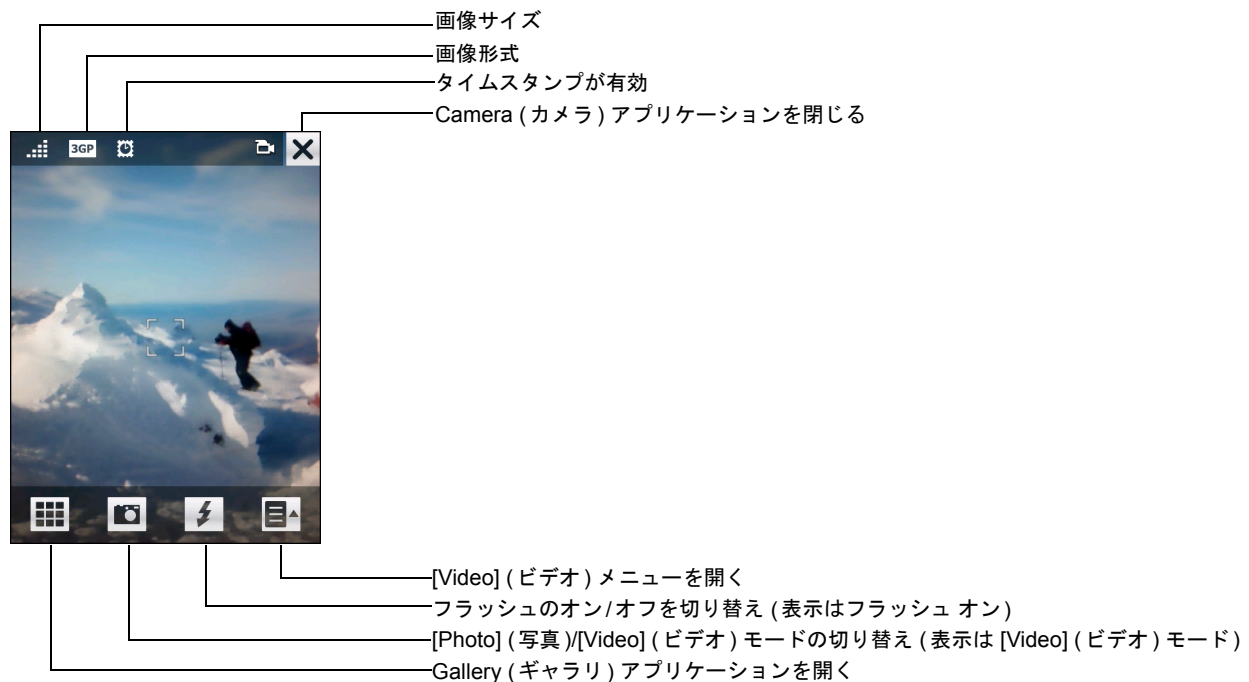 画像サイズ
画像形式
タイムスタンプが有効
Camera (カメラ) アプリケーションを閉じる
3GP
[Video] (ビデオ) メニューを開く
フラッシュのオン/オフを切り替え (表示はフラッシュ オン)
[Photo] (写真)/[Video] (ビデオ) モードの切り替え (表示は [Video] (ビデオ) モード)
Gallery (ギャラリ) アプリケーションを開く